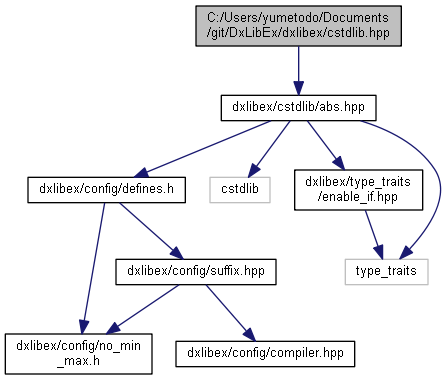 C:/Users/yumetodo/Documents
/git/DxLibEx/dxlibex/cstdlib.hpp
dxlibex/cstdlib/abs.hpp
dxlibex/config/defines.h
cstdlib
dxlibex/type_traits
/enable_if.hpp
dxlibex/config/suffix.hpp
type_traits
dxlibex/config/no_min
_max.h
dxlibex/config/compiler.hpp